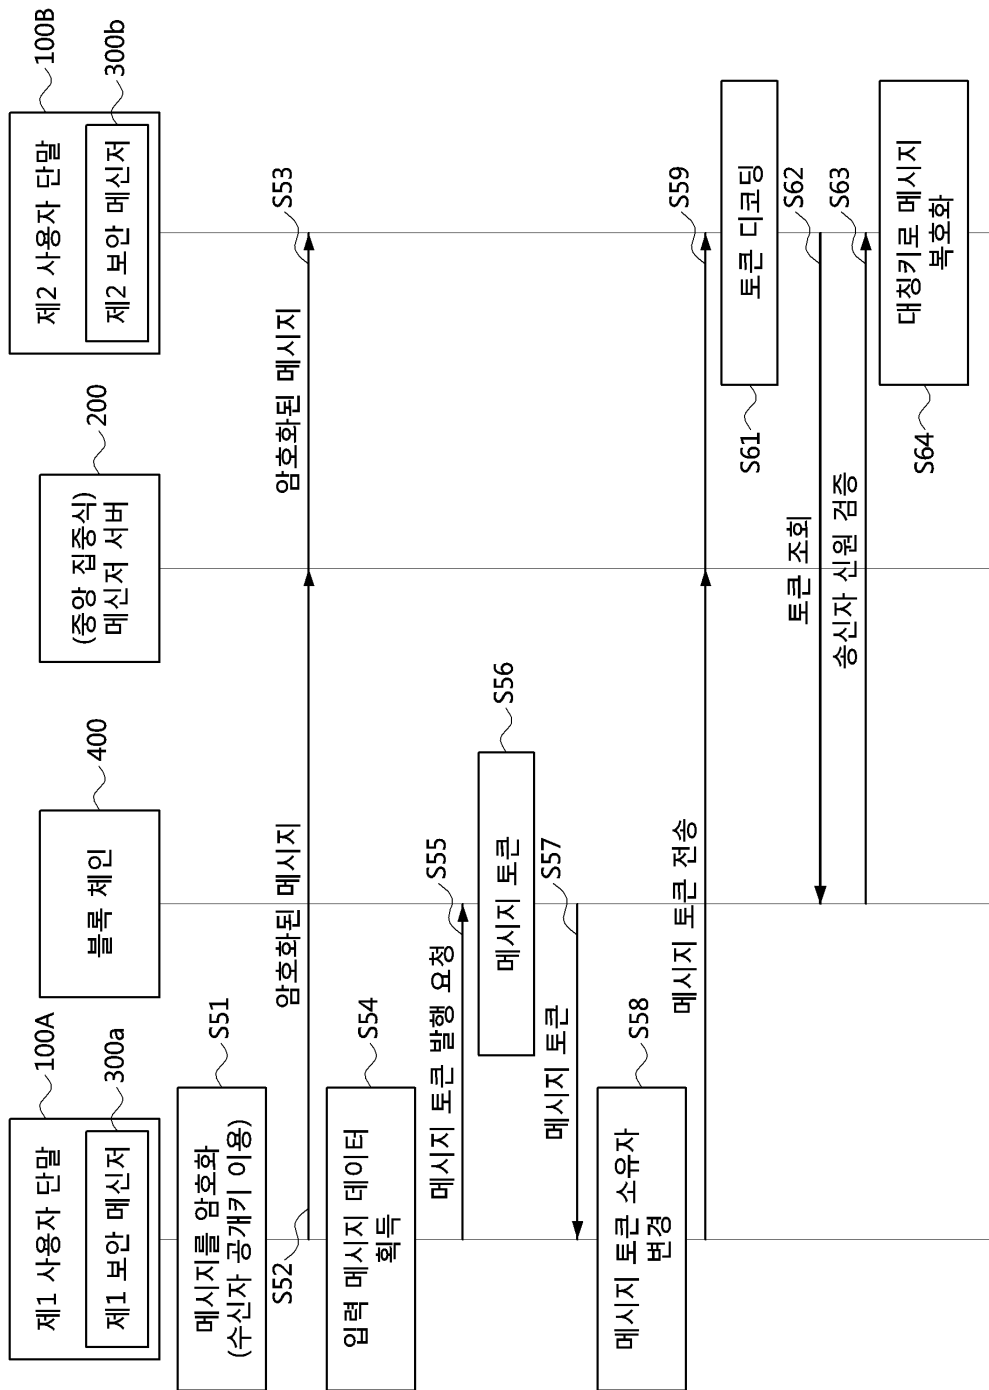 제1 사용자 단말
제1 보안 메신저
100A
300a
블록 체인
400
(중앙 집중식)
메신저 서버
200
제2 사용자 단말
제2 보안 메신저
100B
300b
메시지를 암호화
(수신자 공개키 이용)
S51
S52
암호화된 메시지
암호화된 메시지
S53
입력 메시지 데이터
획득
S54
메시지 토큰 발행 요청
S55
메시지 토큰
S56
메시지 토큰
S57
메시지 토큰 소유자
변경
S58
메시지 토큰 전송
S59
토큰 디코딩
S61
토큰 조회
S62
송신자 신원 검증
S63
대칭키로 메시지
복호화
S64